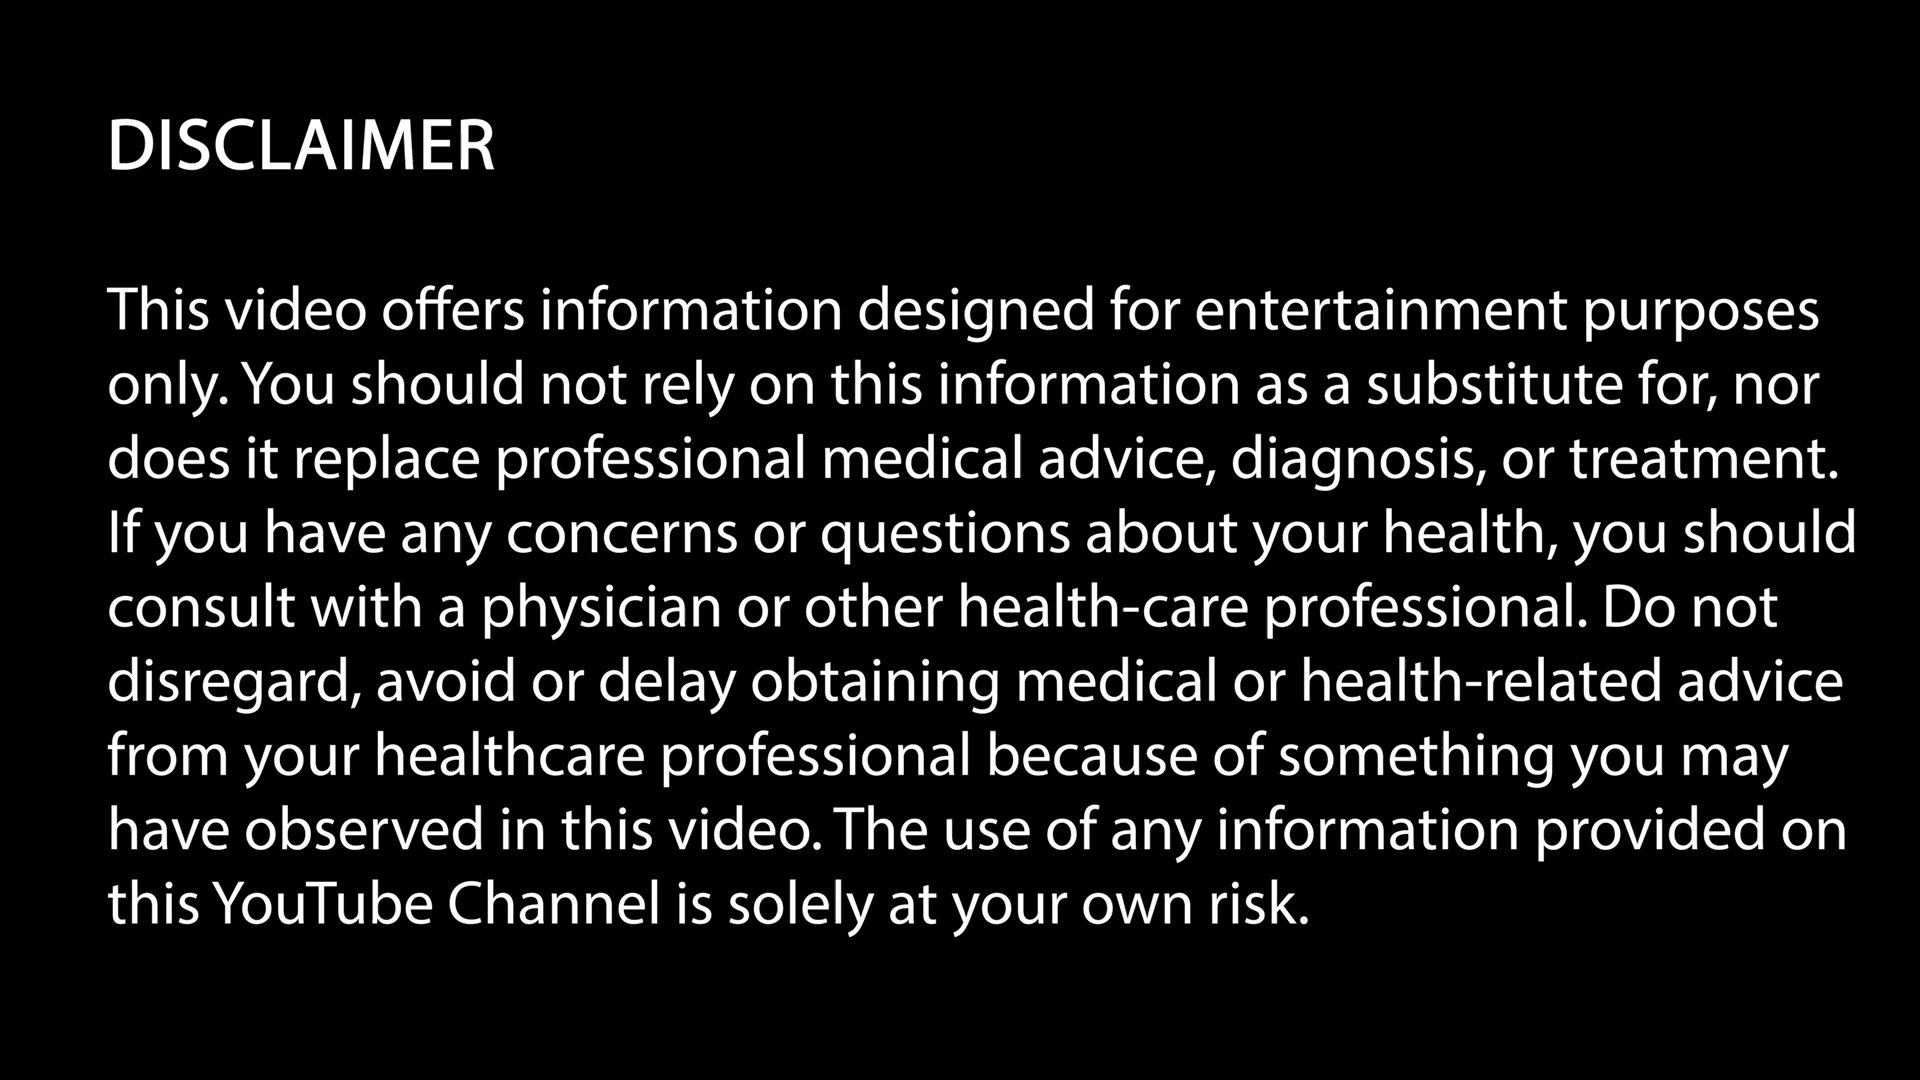 DISCLAIMER
This video offers information designed for entertainment purposes
only. You should not rely on this information as a substitute for, nor
does it replace professional medical advice, diagnosis, or treatment.
If you have any concerns or questions about your health, you should
consult with a physician or other health-care professional. Do not
disregard, avoid or delay obtaining medical or health-related advice
from your healthcare professional because of something you may
have observed in this video. The use of any information provided on
this YouTube Channel is solely at your own risk.